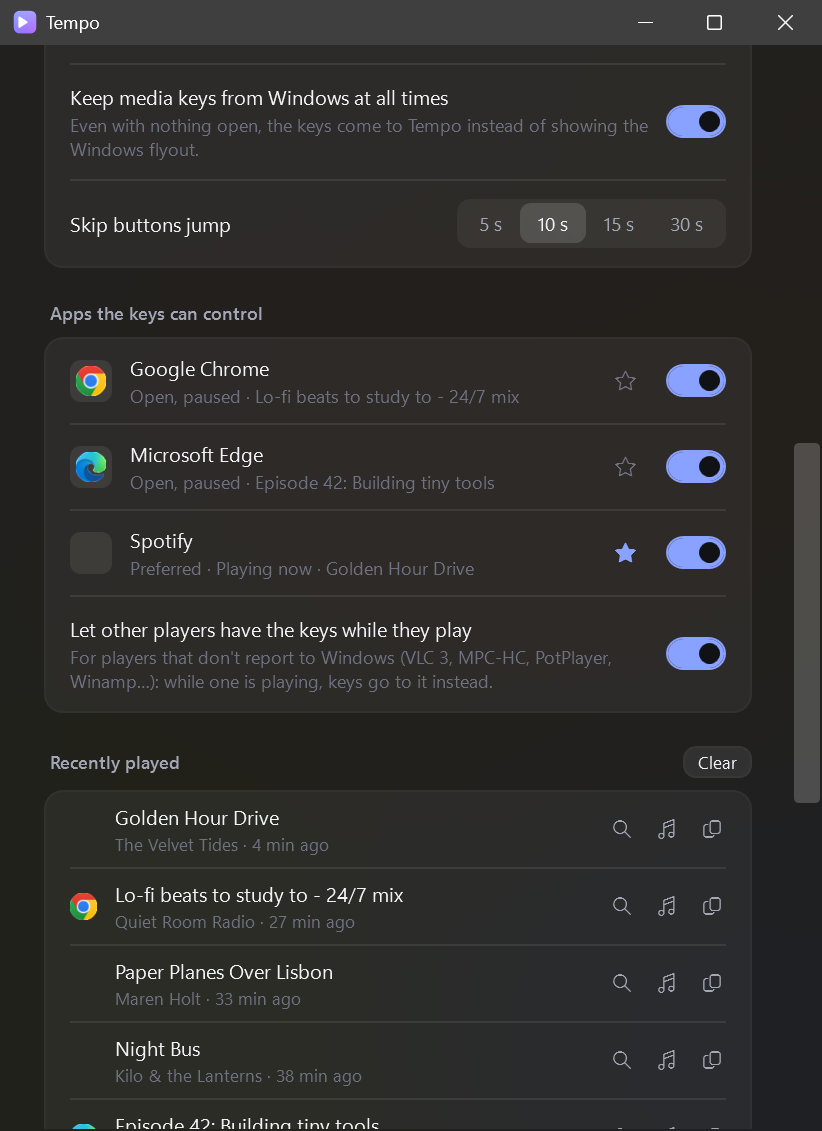 Tempo
Keep media keys from Windows at all times
Even with nothing open, the keys come to Tempo instead of showing the
Windows flyout.
Skip buttons jump
5 s
10 s
15 s
30 s
Apps the keys can control
Google Chrome
Open, paused · Lo-fi beats to study to - 24/7 mix
Microsoft Edge
Open, paused · Episode 42: Building tiny tools
Spotify
Preferred · Playing now · Golden Hour Drive
Let other players have the keys while they play
For players that don't report to Windows (VLC 3, MPC-HC, PotPlayer,
Winamp...): while one is playing, keys go to it instead.
Recently played
Clear
Golden Hour Drive
The Velvet Tides · 4 min ago
Lo-fi beats to study to - 24/7 mix
Quiet Room Radio · 27 min ago
Paper Planes Over Lisbon
Maren Holt · 33 min ago
Night Bus
Kilo & the Lanterns · 38 min ago
Episode 42: Building tiny tools